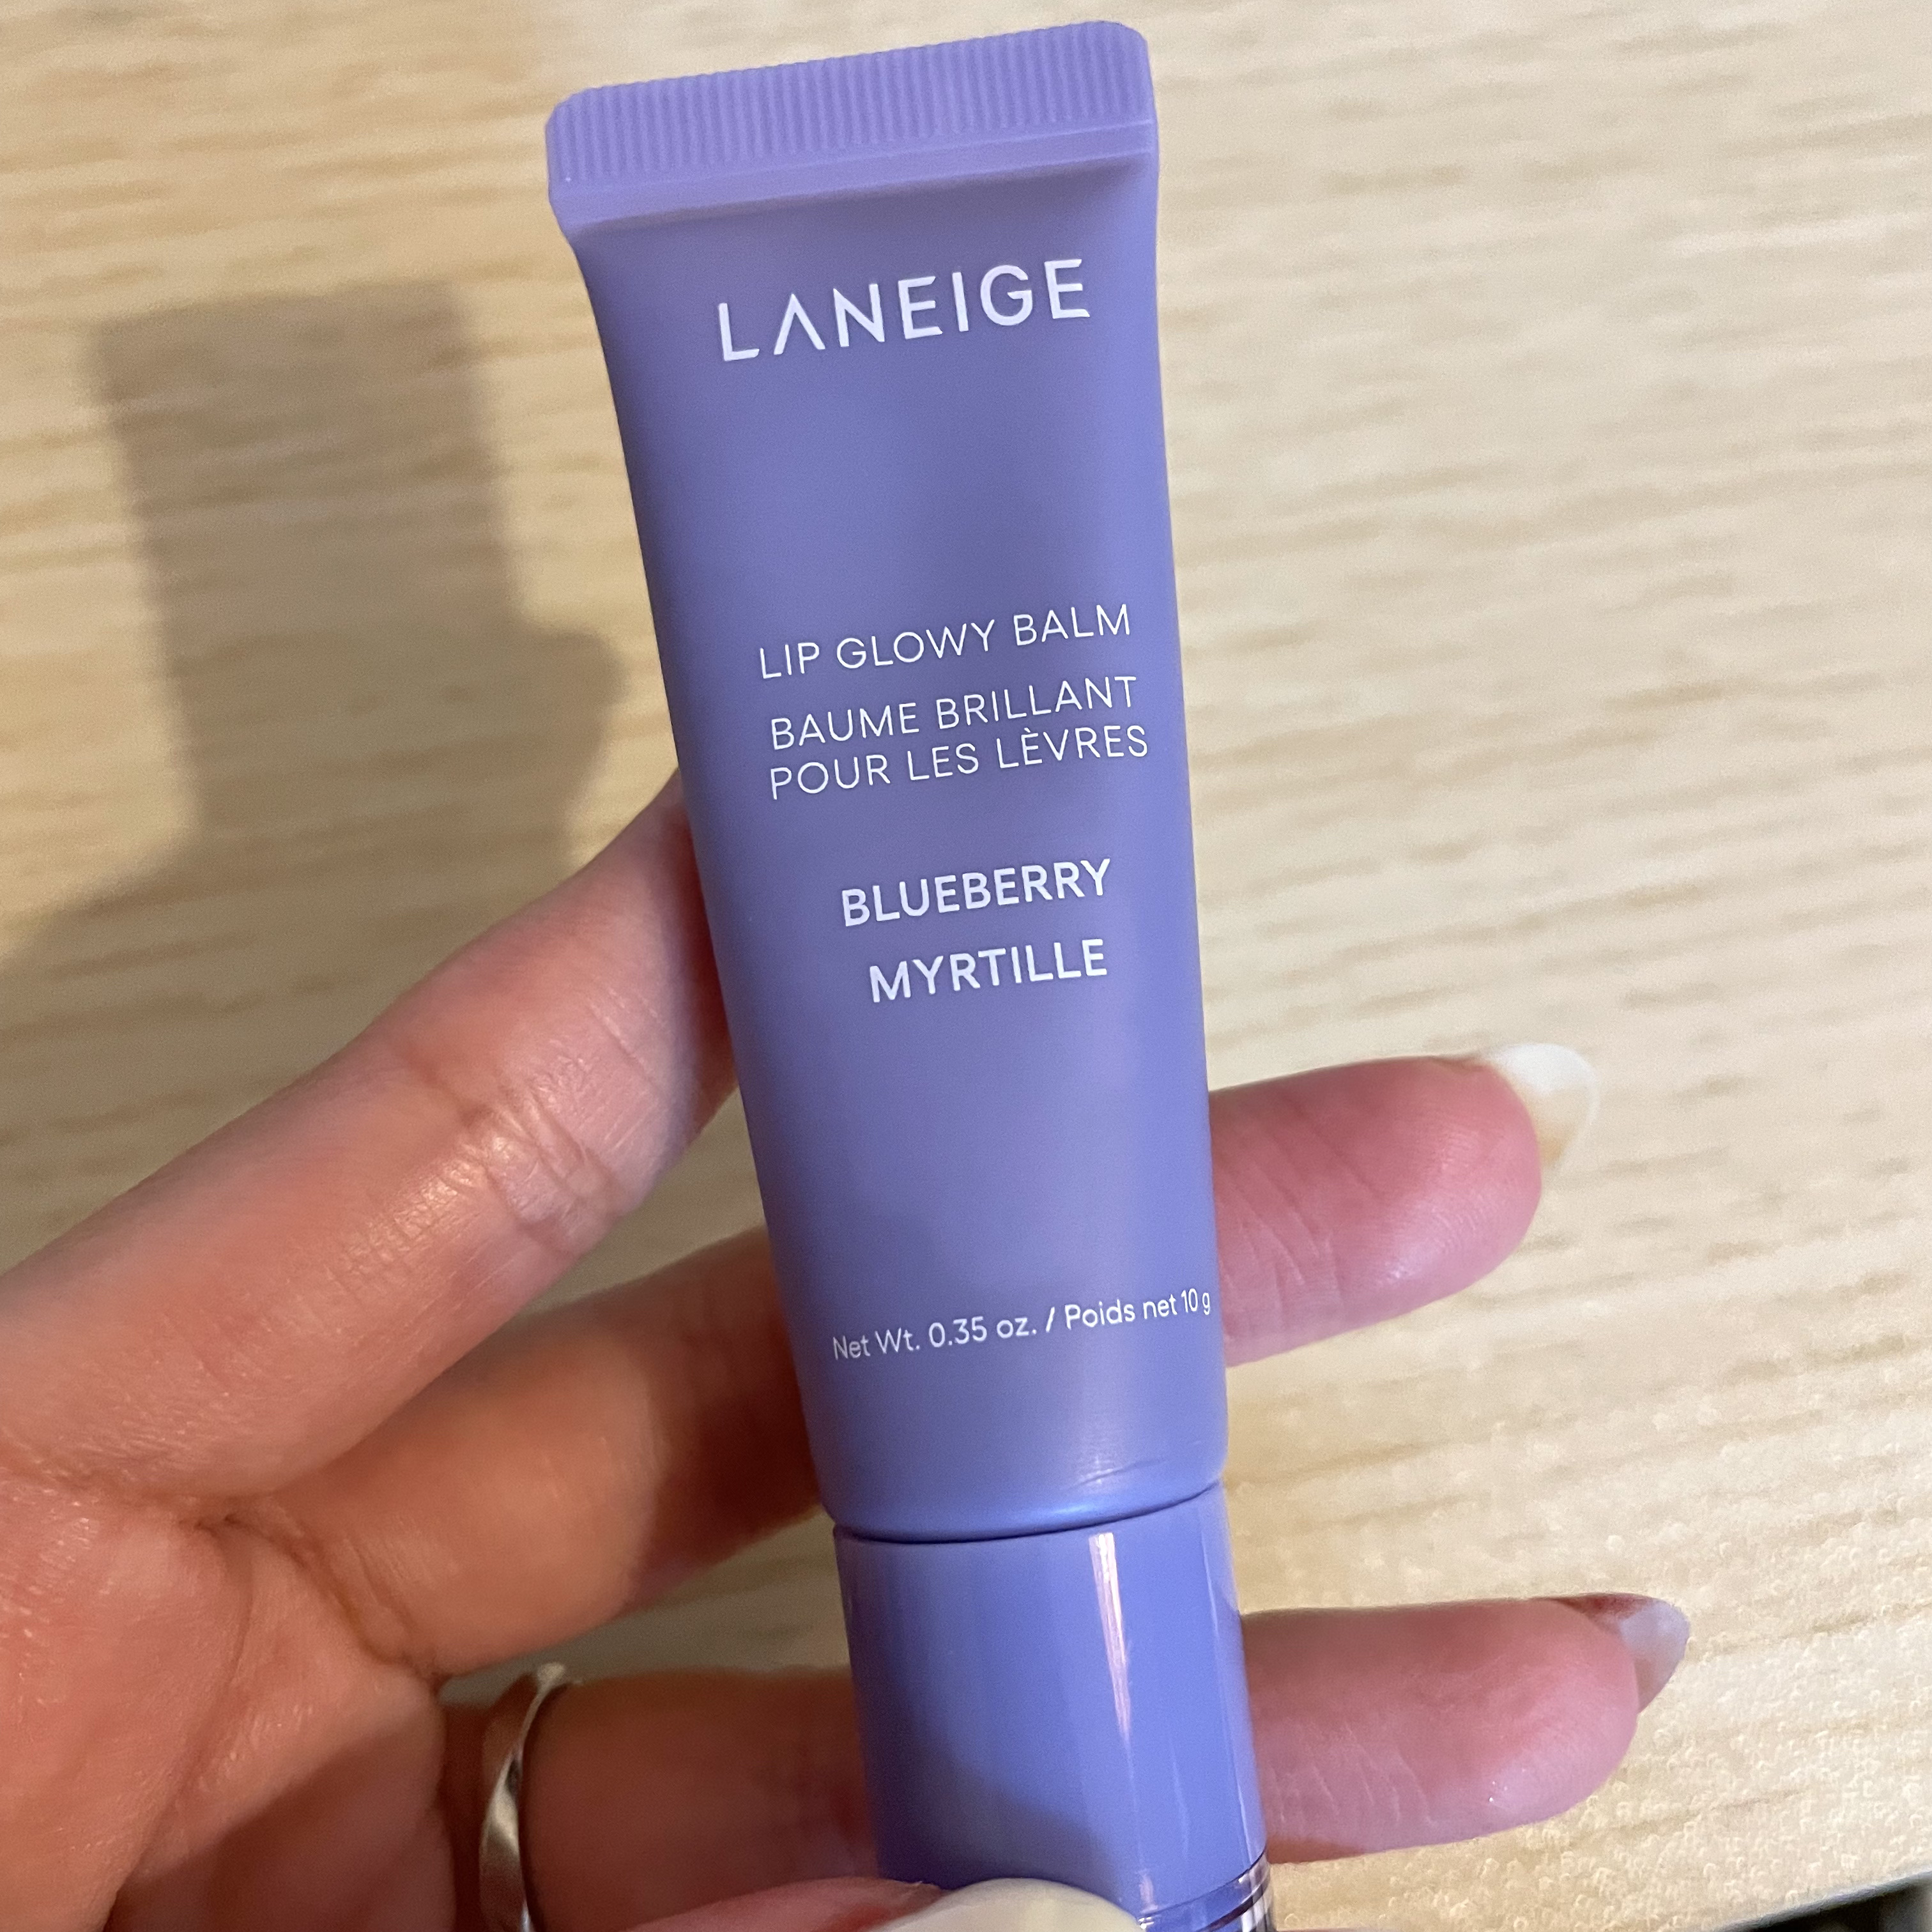 LANEIGE
LIP GLOWY BALM
BAUME BRILLANT
POUR LES LÈVRES
BLUEBERRY
MYRTILLE
Net Wt. 0.35 oz. / Poids net 10 g